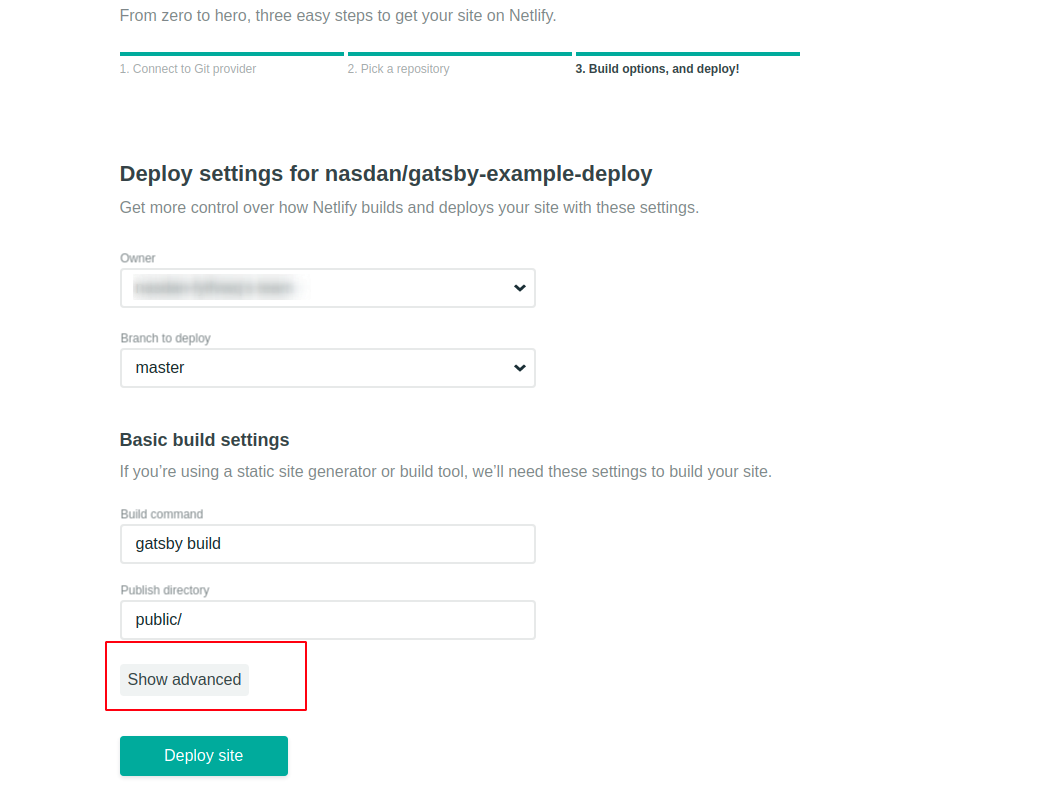 From zero to hero, three easy steps to get your site on Netlify.
1. Connect to Git provider
2. Pick a repository
3. Build options, and deploy!
Deploy settings for nasdan/gatsby-example-deploy
Get more control over how Netlify builds and deploys your site with these settings.
Owner
Branch to deploy
master
Basic build settings
If you’re using a static site generator or build tool, we’ll need these settings to build your site.
Build command
gatsby build
Publish directory
public/
Show advanced
Deploy site